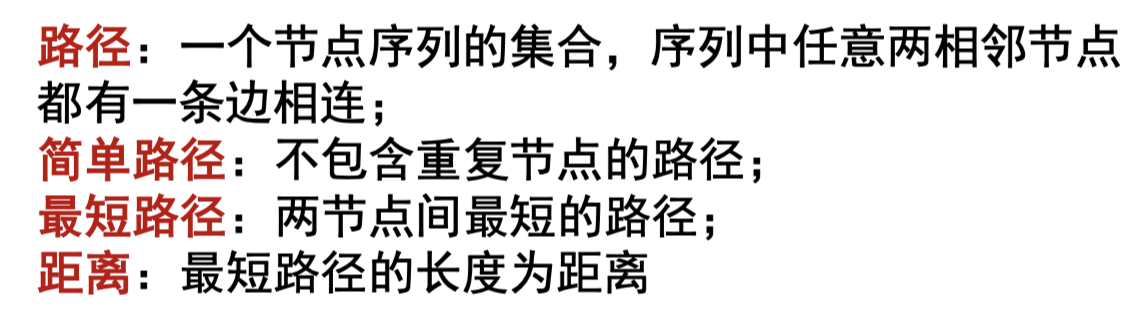 路径：一个节点序列的集合，序列中任意两相邻节点
都有一条边相连；
简单路径：不包含重复节点的路径；
最短路径：两节点间最短的路径；
距离：最短路径的长度为距离